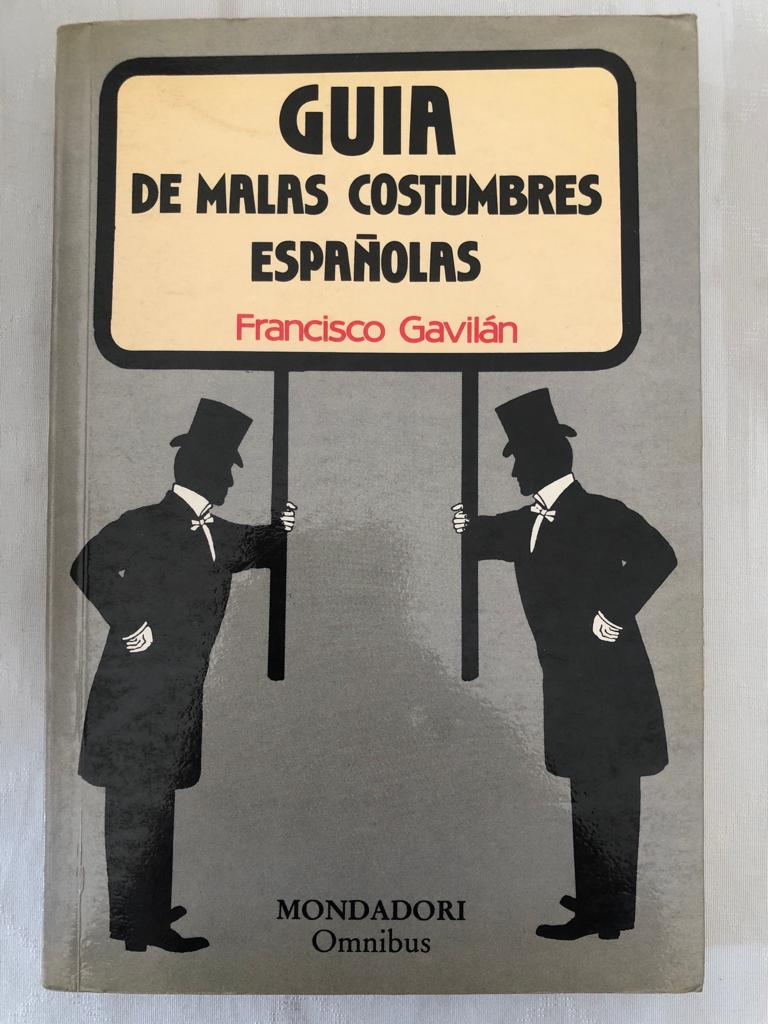 GUIA
DE MALAS COSTUMBRES
ESPAÑOLAS
Francisco Gavilán
MONDADORI
Omnibus